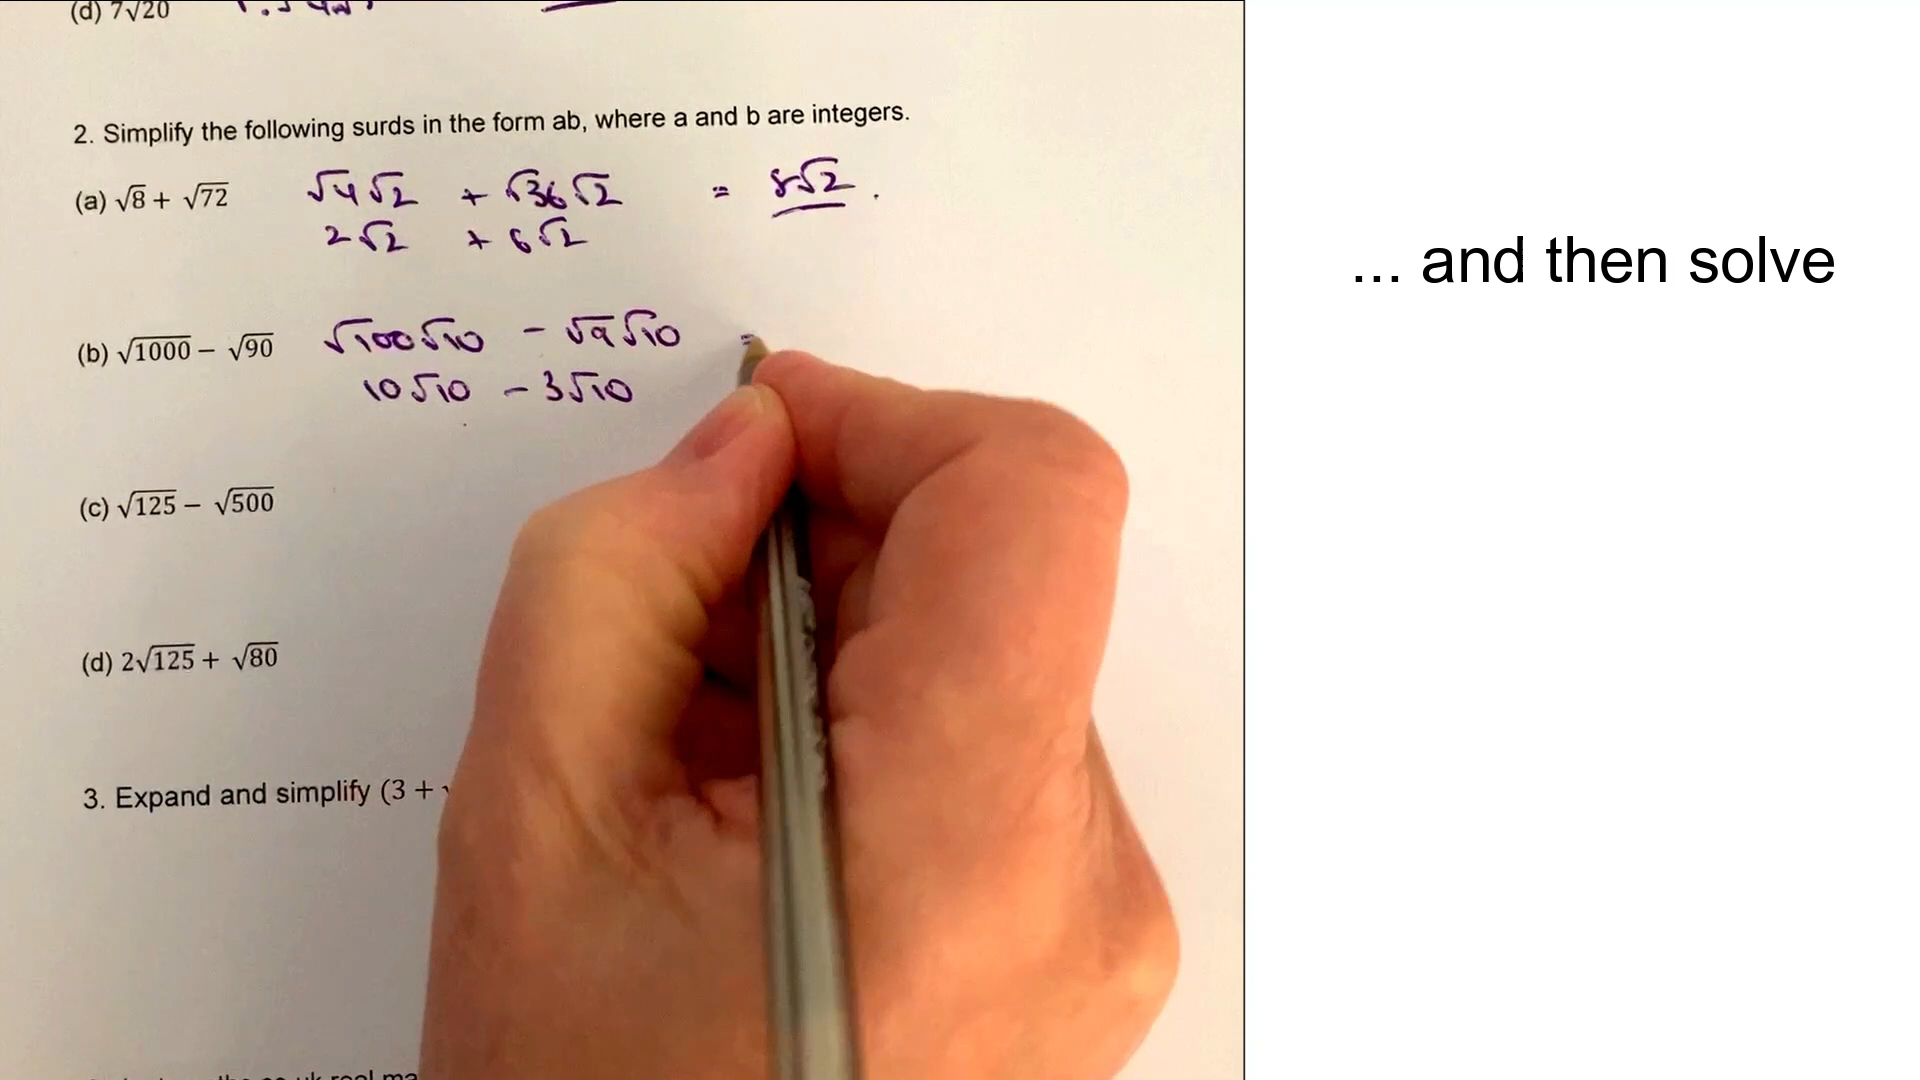 (d) 7√20
2. Simplify the following surds in the form ab, where a and b are integers.
(a) √8 + √72 √4√2 + √36√2 = 8√2 .
2√2 + 6√2
... and then solve
(b) √1000 − √90 √100√10 − √9√10 =
10√10 − 3√10
(c) √125 − √500
(d) 2√125 + √80
3. Expand and simplify (3 +